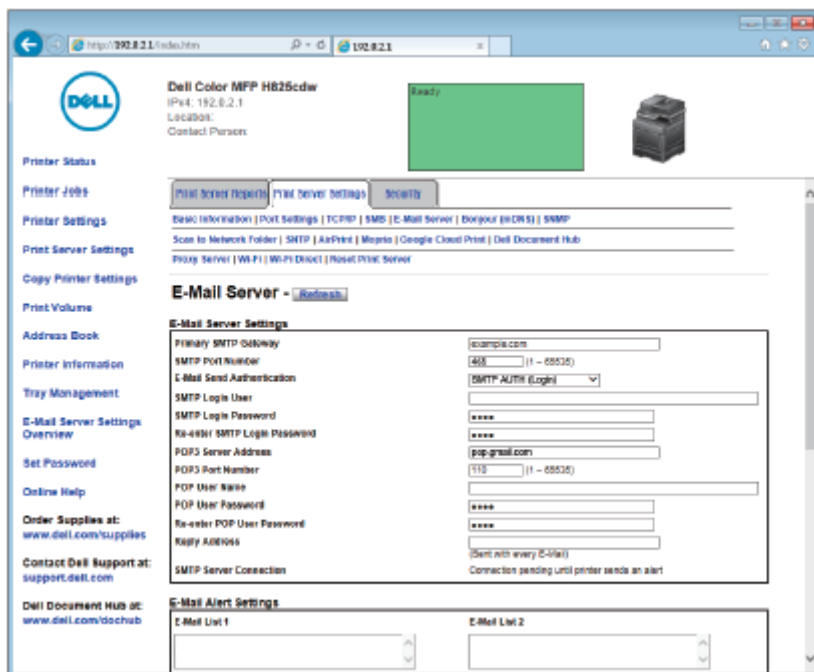 http://192.0.2.1/index.htm
192.0.2.1
DELL
Dell Color MFP H825cdw
IPv4: 192.0.2.1
Location:
Contact Person:
Ready
Printer Status
Printer Jobs
Printer Settings
Print Server Settings
Copy Printer Settings
Print Volume
Address Book
Printer Information
Tray Management
E-Mail Server Settings
Overview
Set Password
Online Help
Order Supplies at:
www.dell.com/supplies
Contact Dell Support at:
support.dell.com
Dell Document Hub at:
www.dell.com/dochub
Print Server Reports Print Server Settings Security
Basic Information | Port Settings | TCP/IP | SMB | E-Mail Server | Bonjour (mDNS) | SNMP
Scan to Network Folder | SNTP | AirPrint | Mopria | Google Cloud Print | Dell Document Hub
Proxy Server | Wi-Fi | Wi-Fi Direct | Reset Print Server
E-Mail Server - Refresh
E-Mail Server Settings
Primary SMTP Gateway example.com
SMTP Port Number 465 (1 – 65535)
E-Mail Send Authentication SMTP AUTH (Login)
SMTP Login User
SMTP Login Password ••••
Re-enter SMTP Login Password ••••
POP3 Server Address pop.gmail.com
POP3 Port Number 110 (1 – 65535)
POP User Name
POP User Password ••••
Re-enter POP User Password ••••
Reply Address
(Sent with every E-Mail)
SMTP Server Connection Connection pending until printer sends an alert
E-Mail Alert Settings
E-Mail List 1 E-Mail List 2